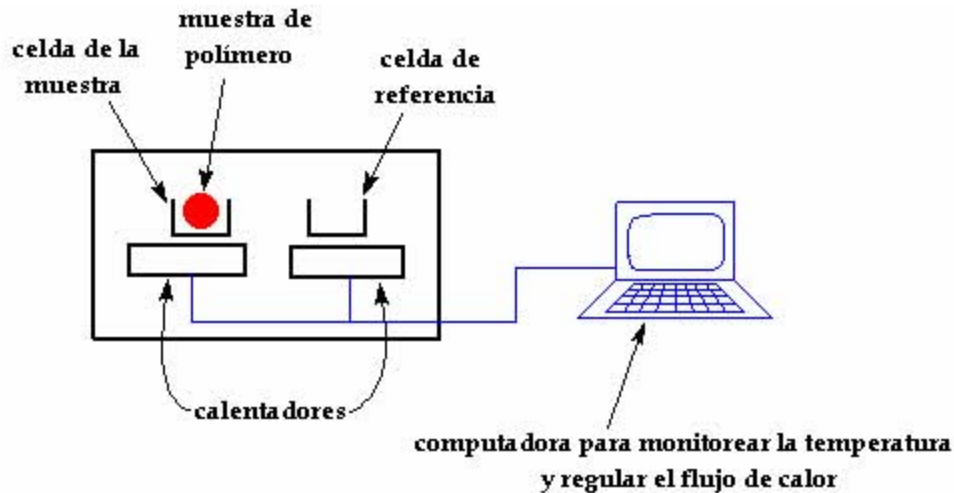 muestra de
polímero
celda de la
muestra
celda de
referencia
calentadores
computadora para monitorear la temperatura
y regular el flujo de calor